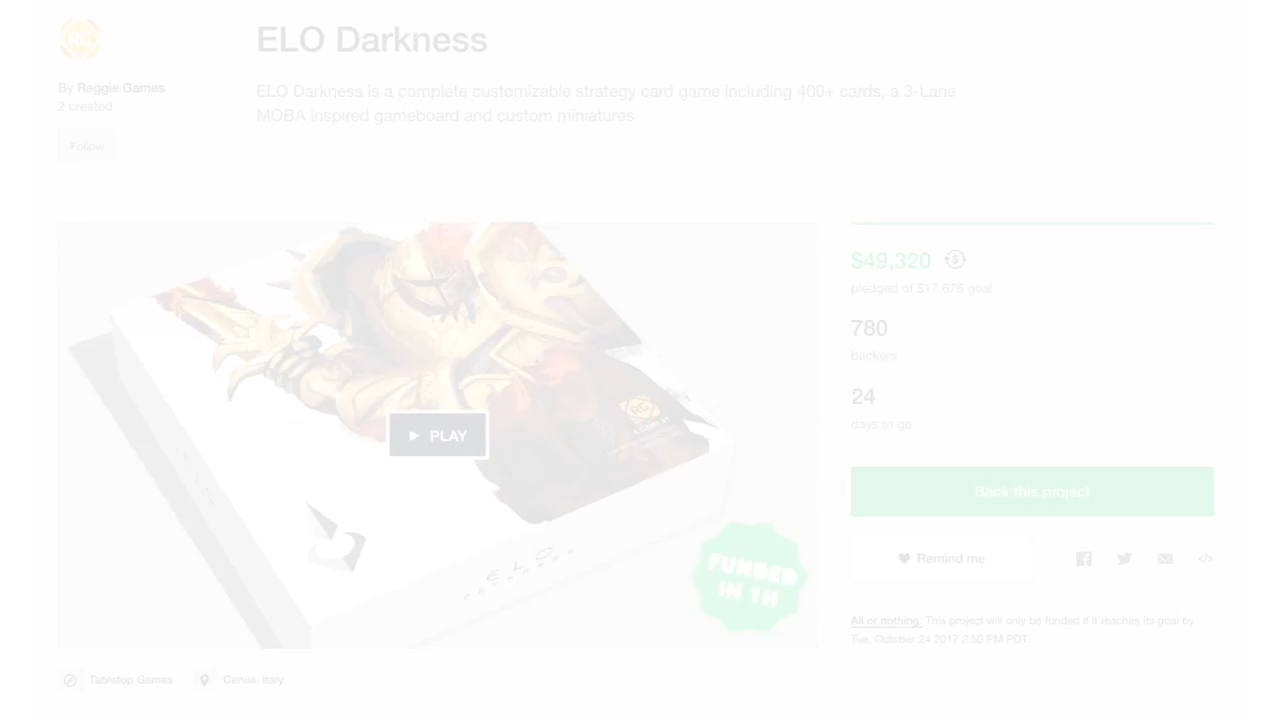 ELO Darkness
By Reggie Games
2 created
Follow
ELO Darkness is a complete customizable strategy card game including 400+ cards, a 3-Lane
MOBA inspired gameboard and custom miniatures
RG
PLAY
ELO
FUNDED
IN 1H
$49,320
pledged of $17,676 goal
780
backers
24
days to go
Back this project
Remind me
All or nothing. This project will only be funded if it reaches its goal by
Tue, October 24 2017 2:50 PM PDT.
Tabletop Games
Cervia, Italy